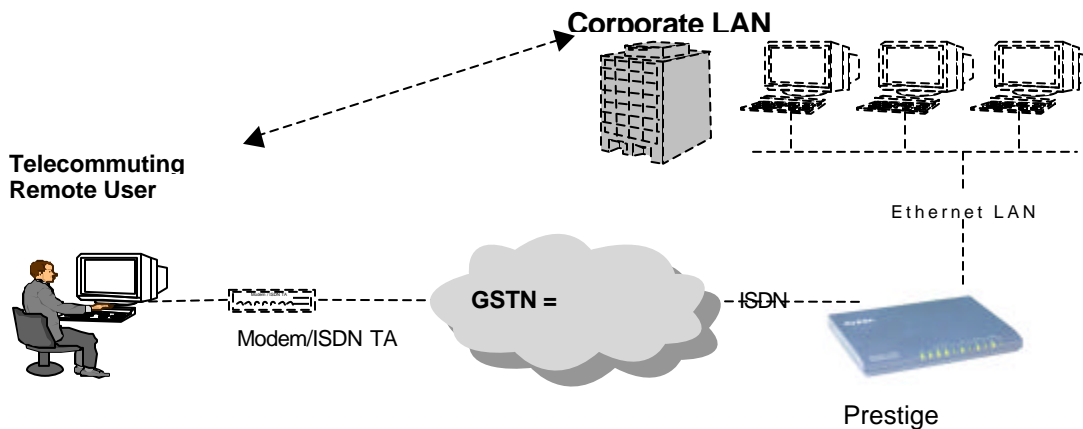 Corporate LAN
Telecommuting
Remote User
Ethernet LAN
GSTN =
ISDN
Modem/ISDN TA
Prestige